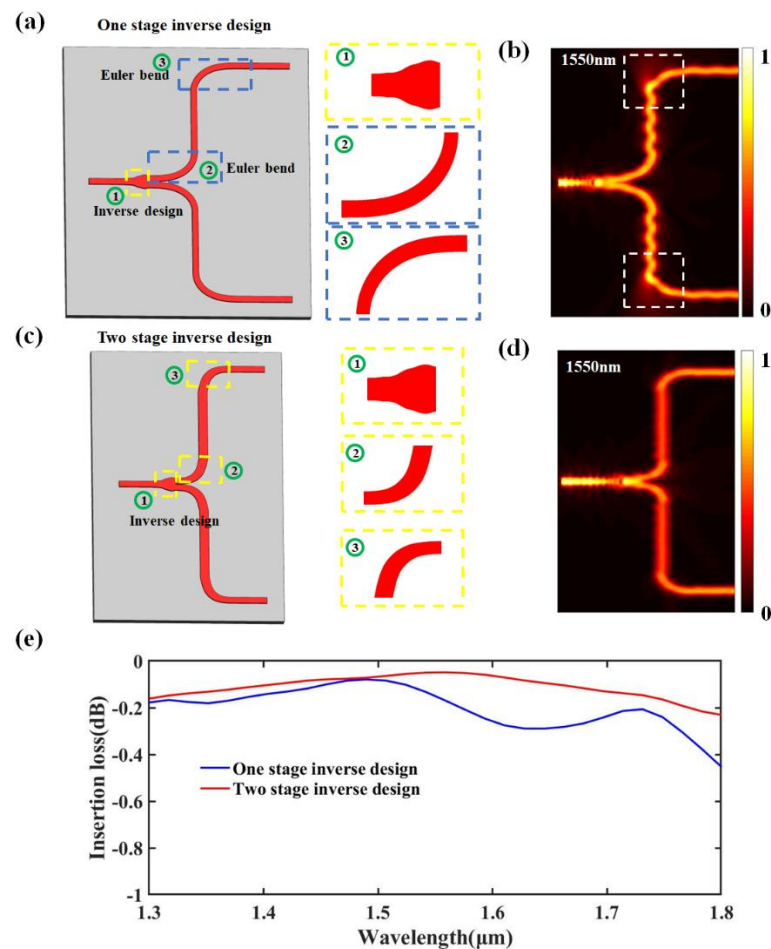 (a)
One stage inverse design
3
Euler bend
2
Euler bend
1
Inverse design
1
2
3
(b)
1550nm
1
0
(c)
Two stage inverse design
3
2
1
Inverse design
1
2
3
(d)
1550nm
1
0
(e)
0
-0.2
-0.4
-0.6
-0.8
-1
Insertion loss(dB)
One stage inverse design
Two stage inverse design
1.3
1.4
1.5
1.6
1.7
1.8
Wavelength(μm)